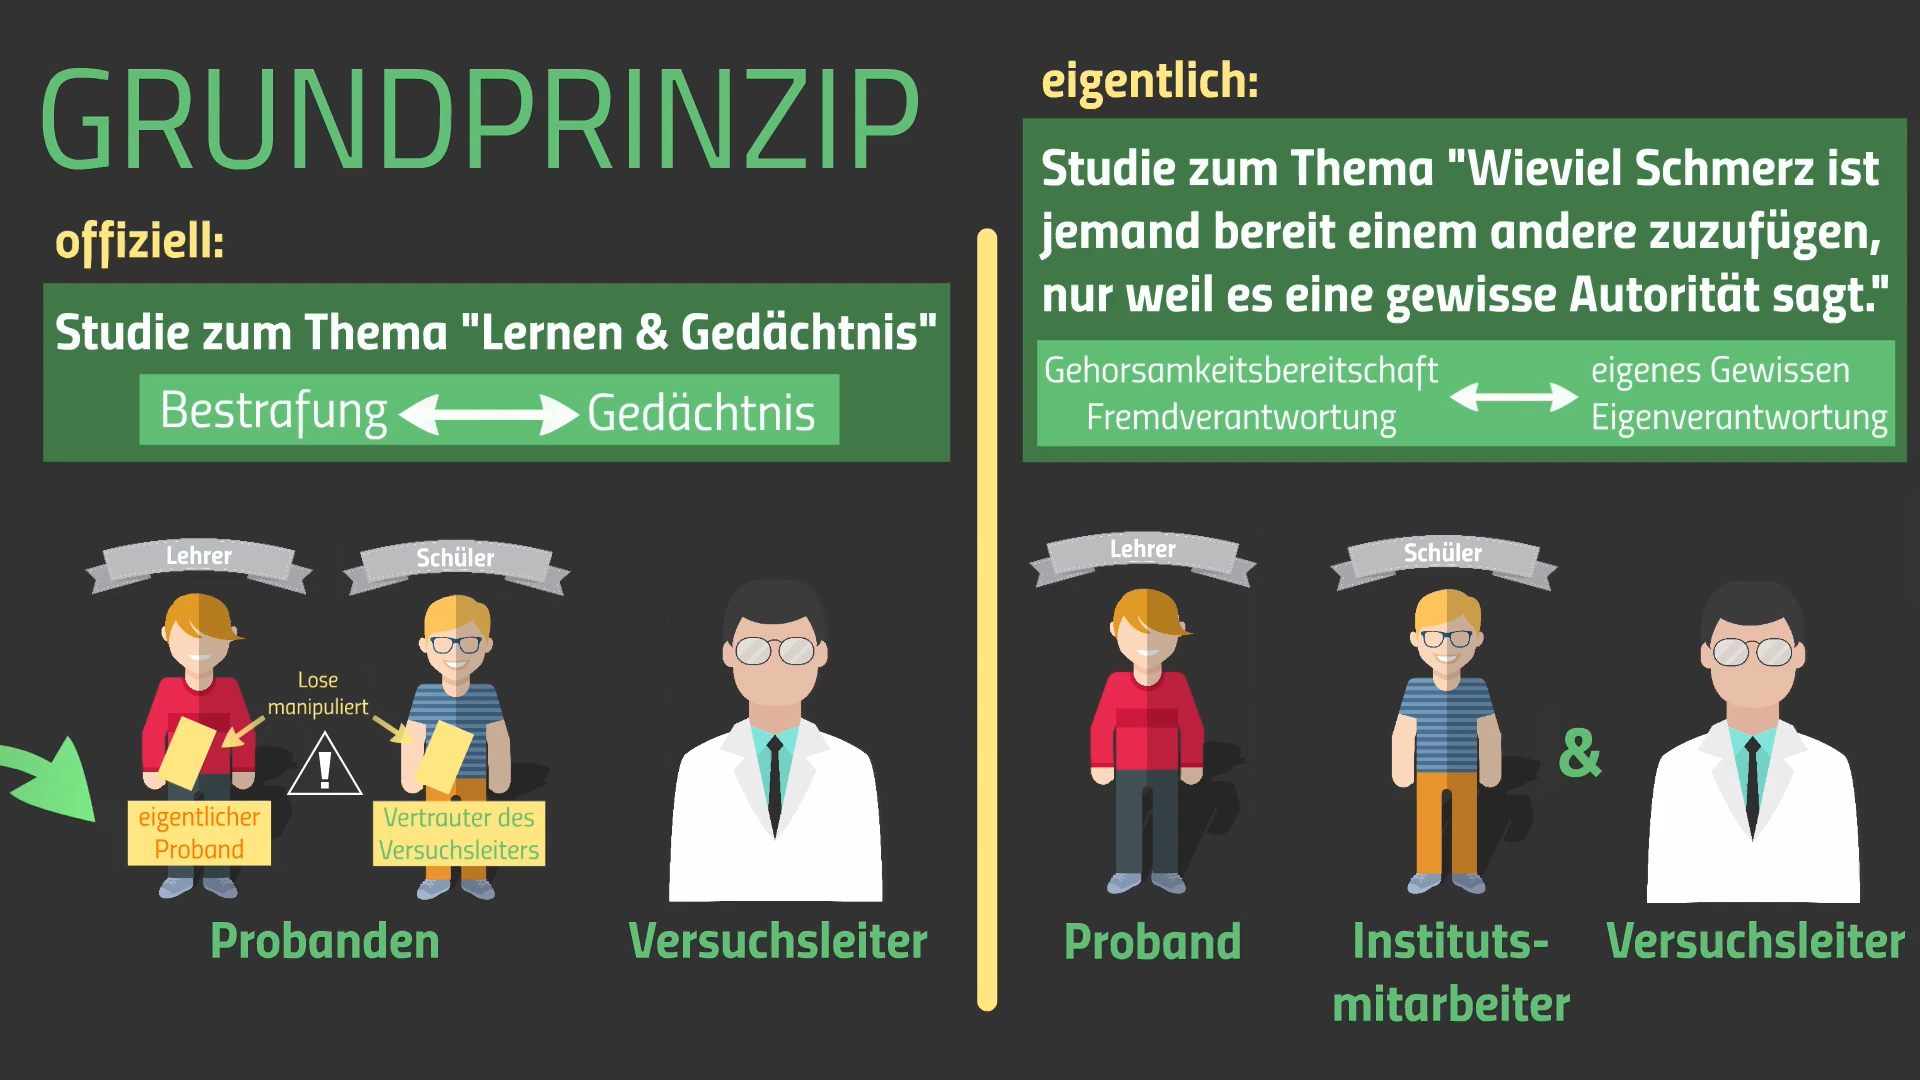 GRUNDPRINZIP
offiziell:
Studie zum Thema "Lernen & Gedächtnis"
Bestrafung Gedächtnis
Lehrer
Schüler
Lose
manipuliert
!
eigentlicher
Proband
Vertrauter des
Versuchsleiters
Probanden
Versuchsleiter
eigentlich:
Studie zum Thema "Wieviel Schmerz ist
jemand bereit einem andere zuzufügen,
nur weil es eine gewisse Autorität sagt."
Gehorsamkeitsbereitschaft
Fremdverantwortung
eigenes Gewissen
Eigenverantwortung
Lehrer
Schüler
&
Proband
Instituts-
mitarbeiter
Versuchsleiter